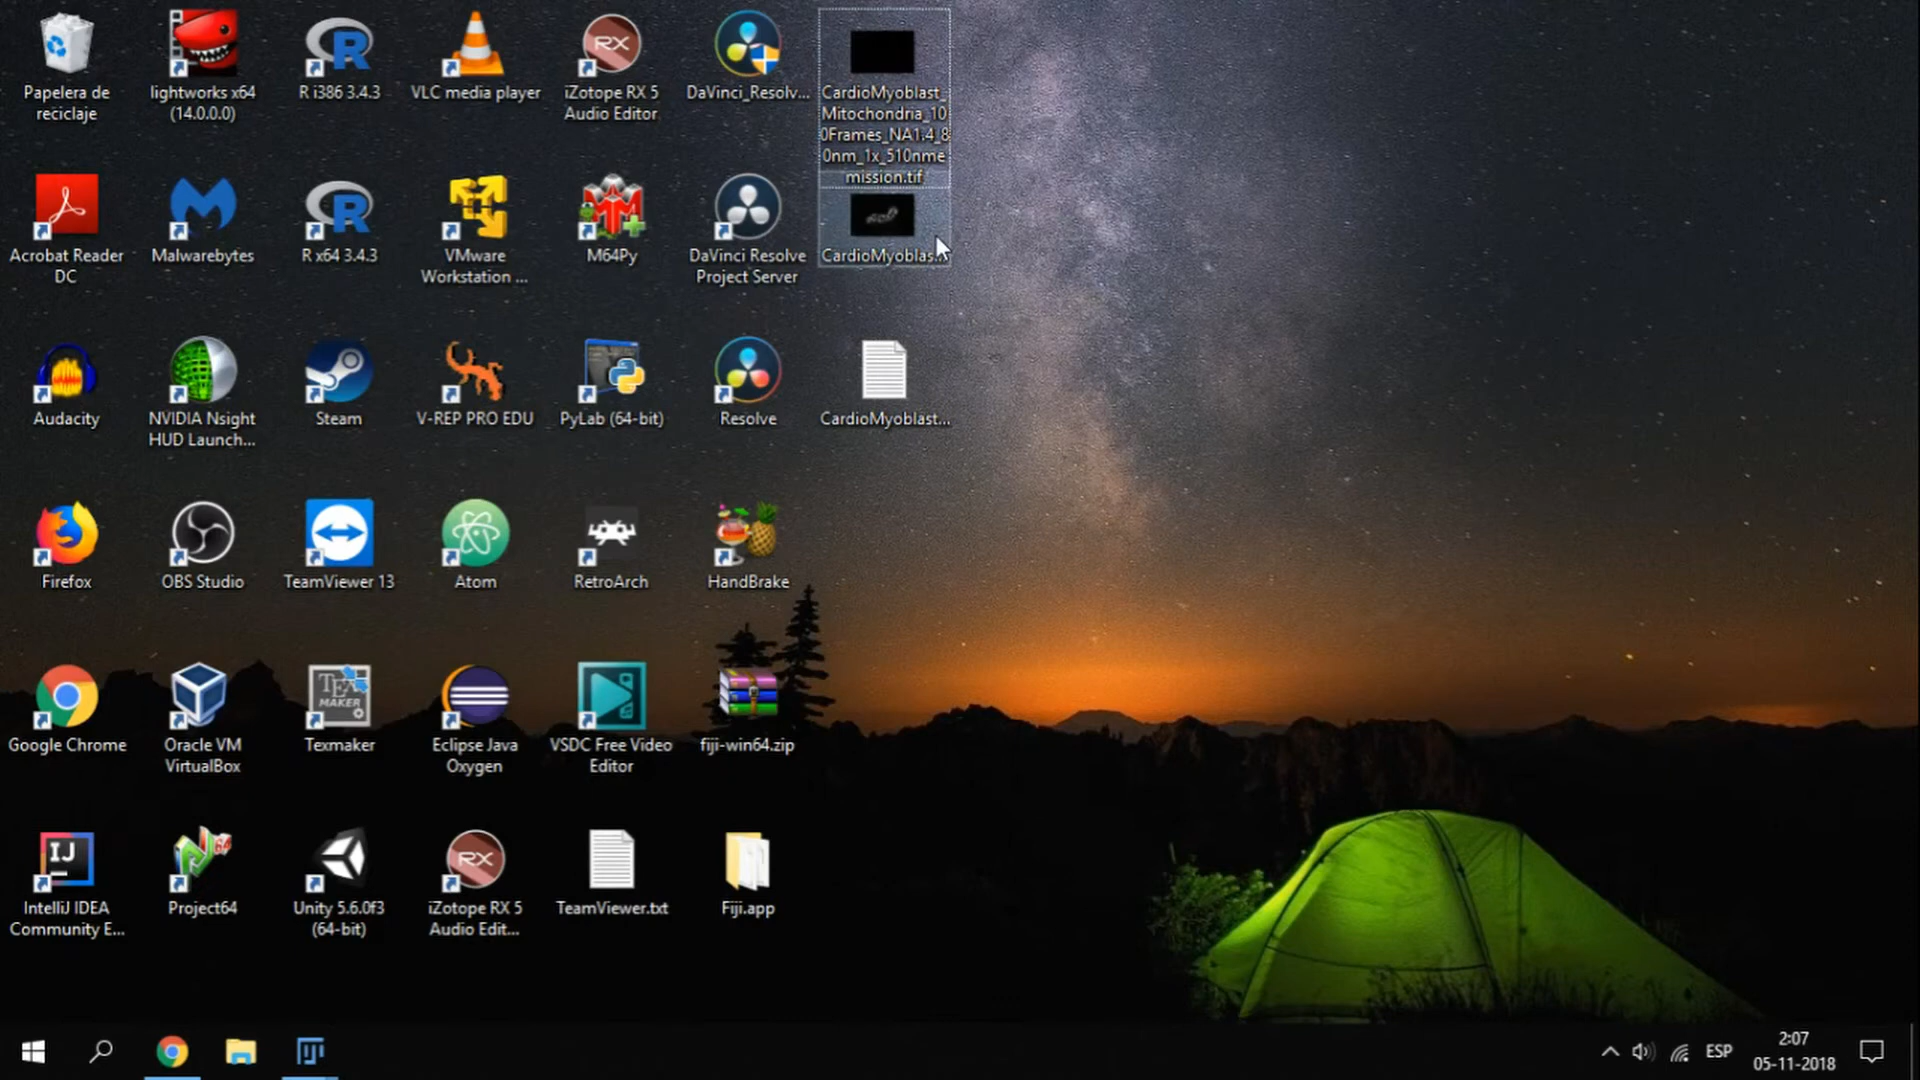 Papelera de
reciclaje
lightworks x64
(14.0.0.0)
R i386 3.4.3
VLC media player
iZotope RX 5
Audio Editor
DaVinci_Resolv...
CardioMyoblast_
Mitochondria_10
0Frames_NA1.4_8
0nm_1x_510nme
mission.tif
Acrobat Reader
DC
Malwarebytes
R x64 3.4.3
VMware
Workstation ...
M64Py
DaVinci Resolve
Project Server
CardioMyoblas...
Audacity
NVIDIA Nsight
HUD Launch...
Steam
V-REP PRO EDU
PyLab (64-bit)
Resolve
CardioMyoblast...
Firefox
OBS Studio
TeamViewer 13
Atom
RetroArch
HandBrake
Google Chrome
Oracle VM
VirtualBox
TEX
MAKER
Texmaker
Eclipse Java
Oxygen
VSDC Free Video
Editor
fiji-win64.zip
IJ
IntelliJ IDEA
Community E...
64
Project64
Unity 5.6.0f3
(64-bit)
RX
iZotope RX 5
Audio Edit...
TeamViewer.txt
Fiji.app
ESP
2:07
05-11-2018